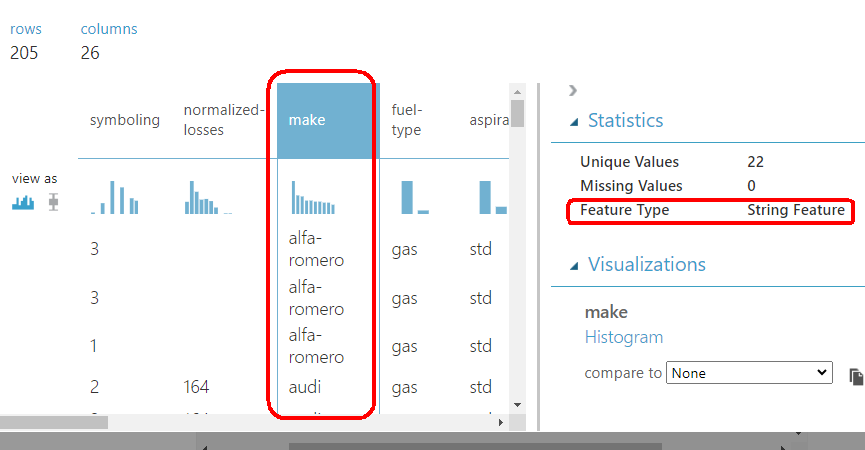 rows columns
205 26
symboling normalized-losses make fuel-type aspira
view as
3 alfa-romero gas std
3 alfa-romero gas std
1 alfa-romero gas std
2 164 audi gas std
Statistics
Unique Values 22
Missing Values 0
Feature Type String Feature
Visualizations
make
Histogram
compare to None